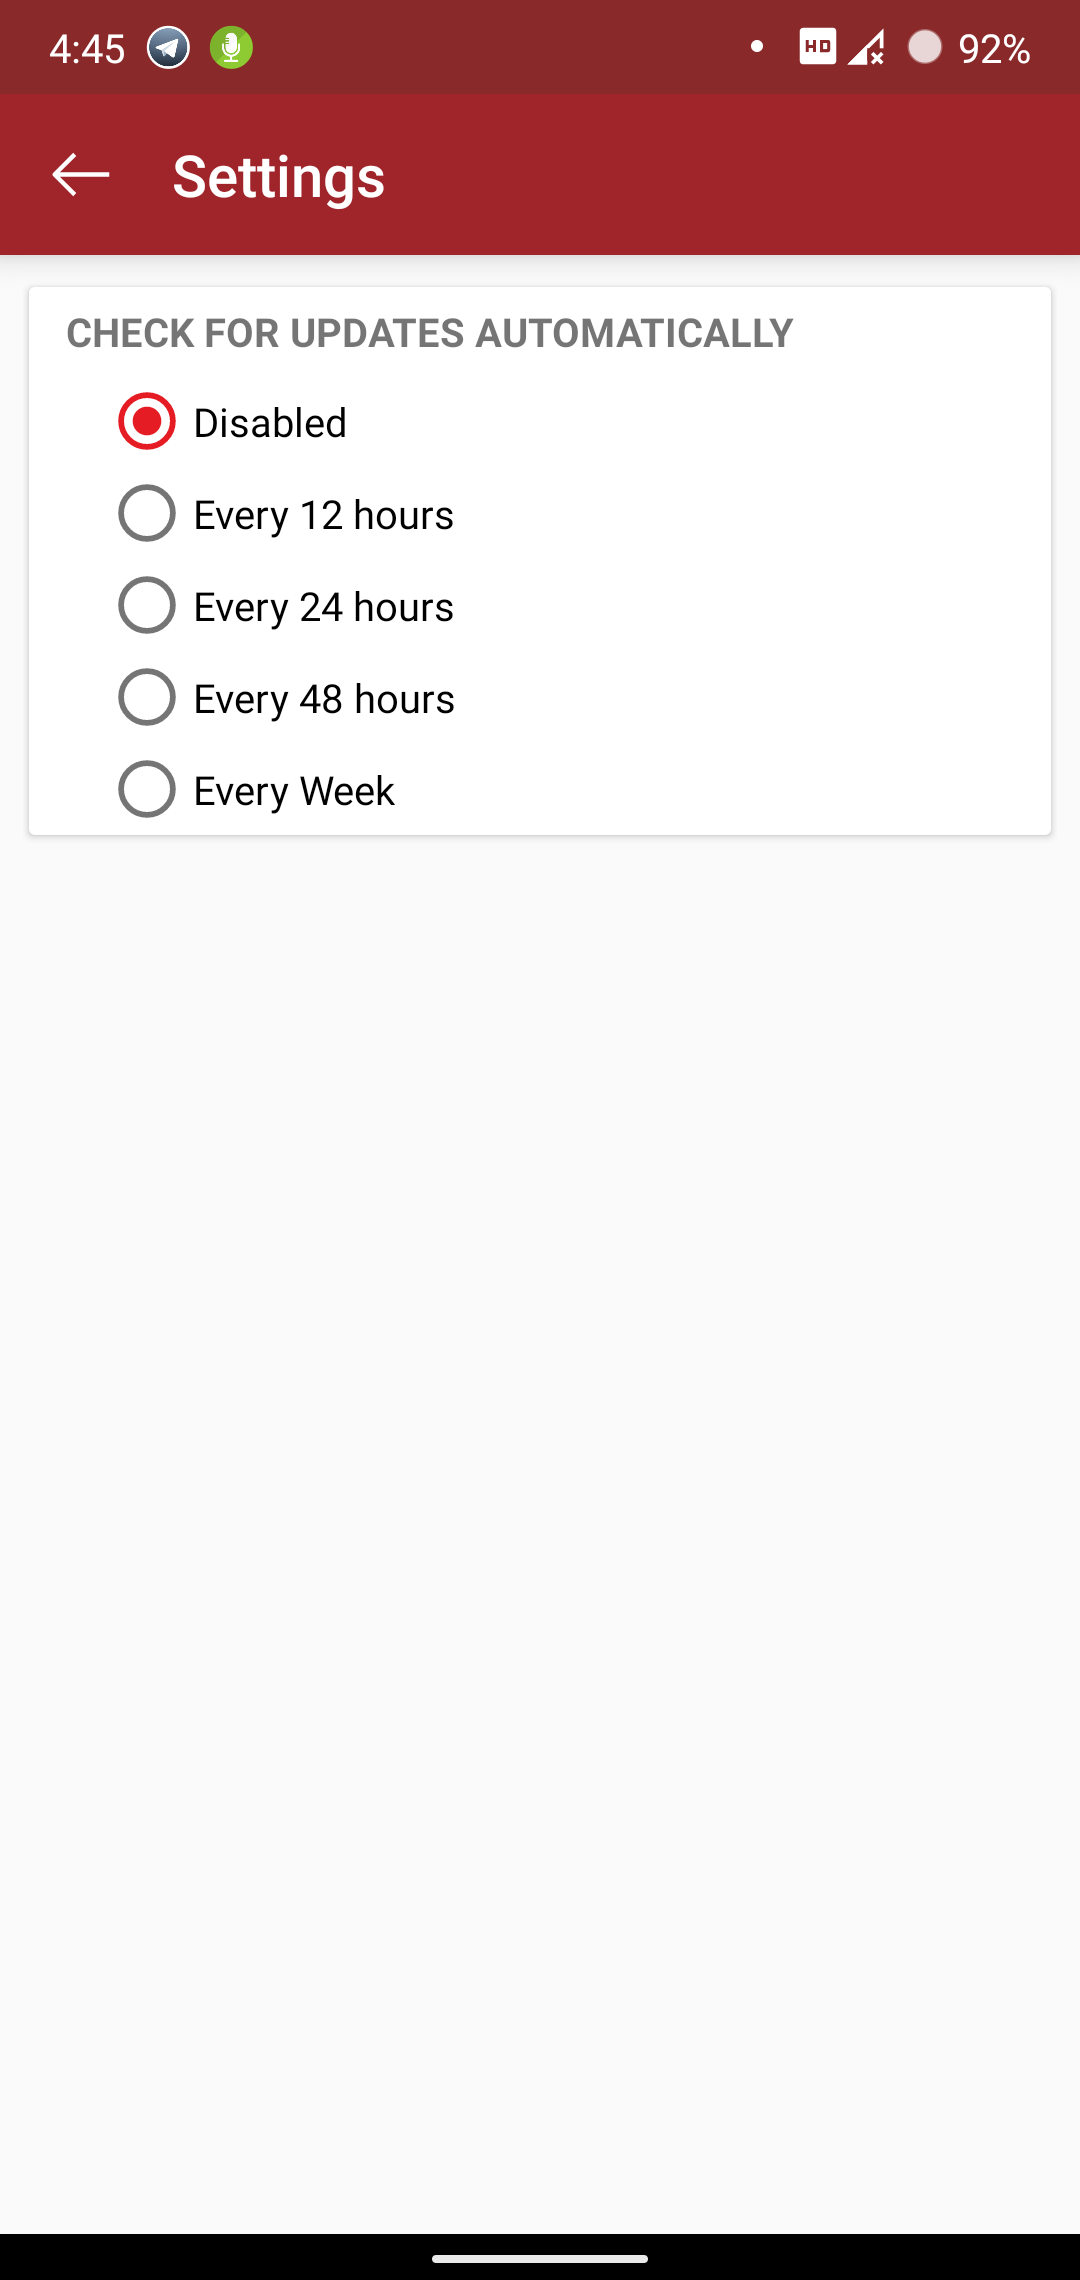 4:45 HD 92%
Settings
CHECK FOR UPDATES AUTOMATICALLY
Disabled
Every 12 hours
Every 24 hours
Every 48 hours
Every Week